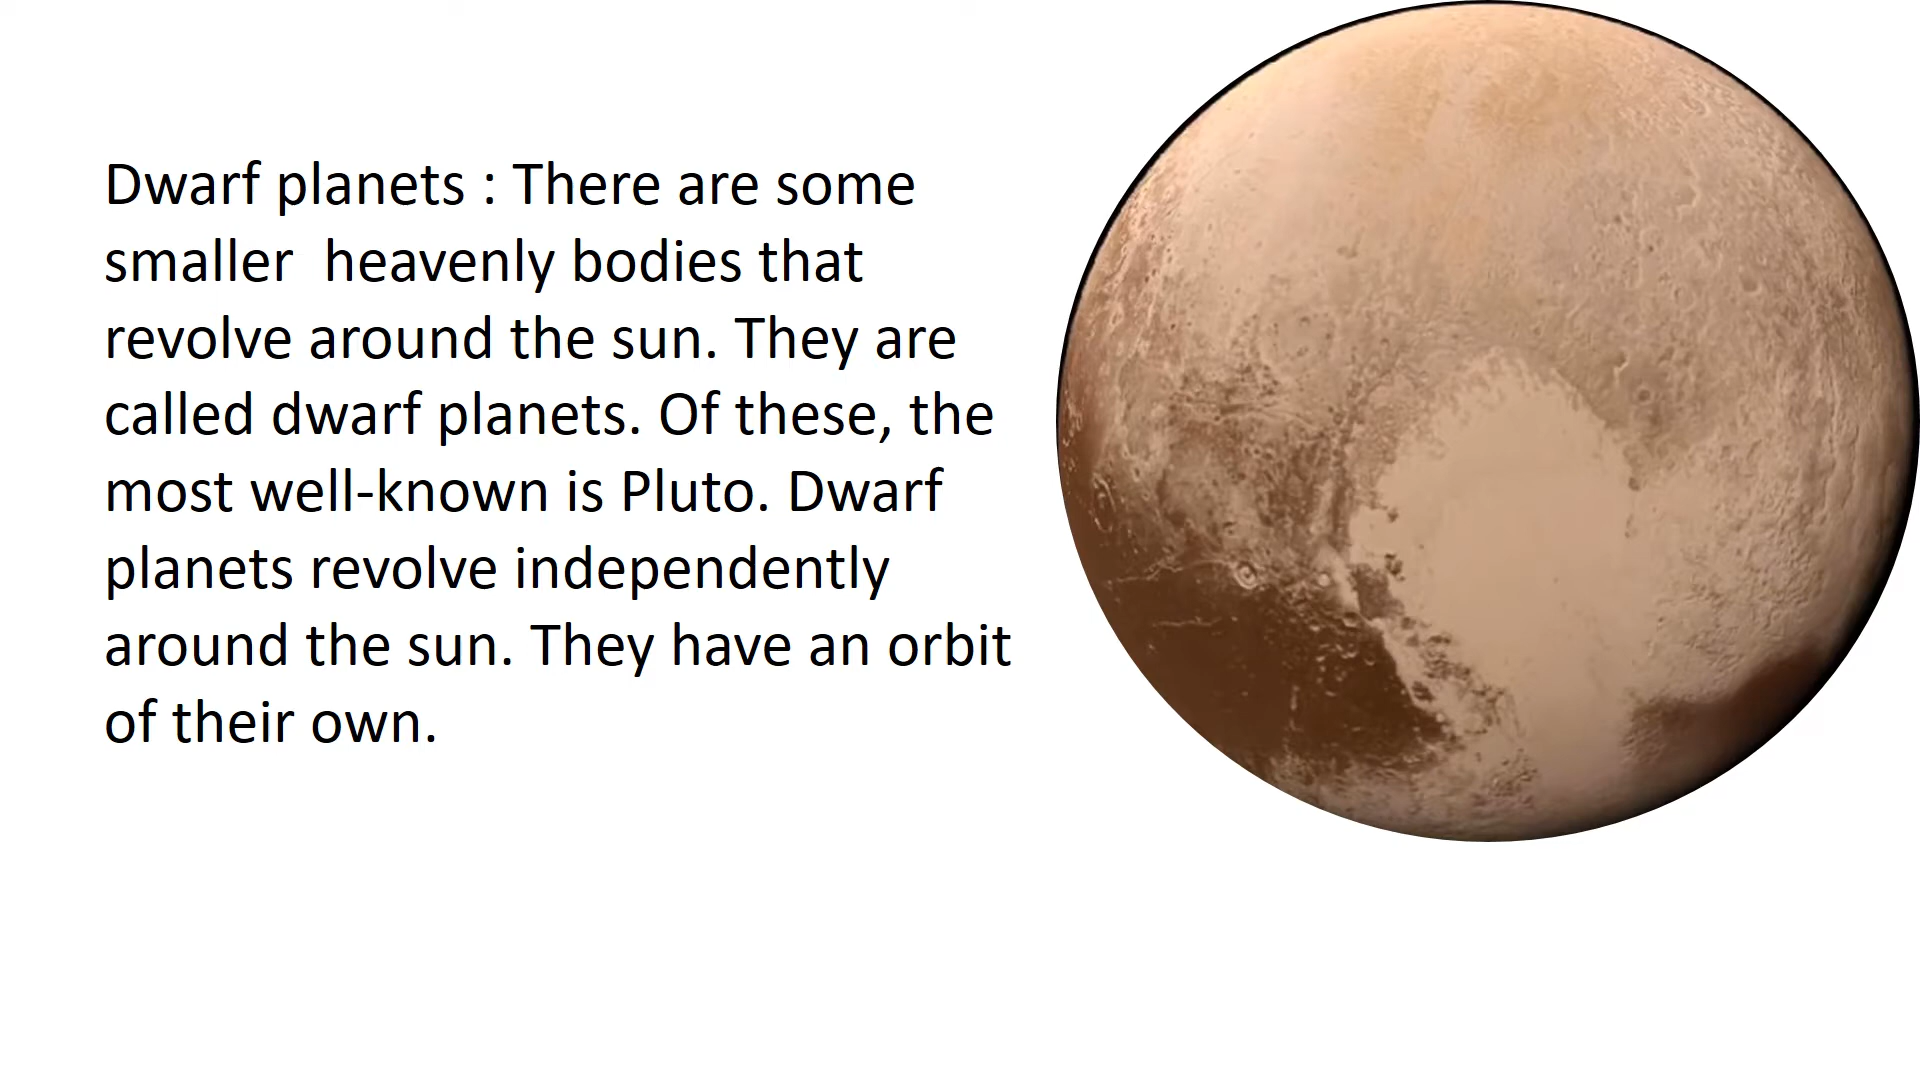 Dwarf planets : There are some
smaller  heavenly bodies that
revolve around the sun. They are
called dwarf planets. Of these, the
most well-known is Pluto. Dwarf
planets revolve independently
around the sun. They have an orbit
of their own.